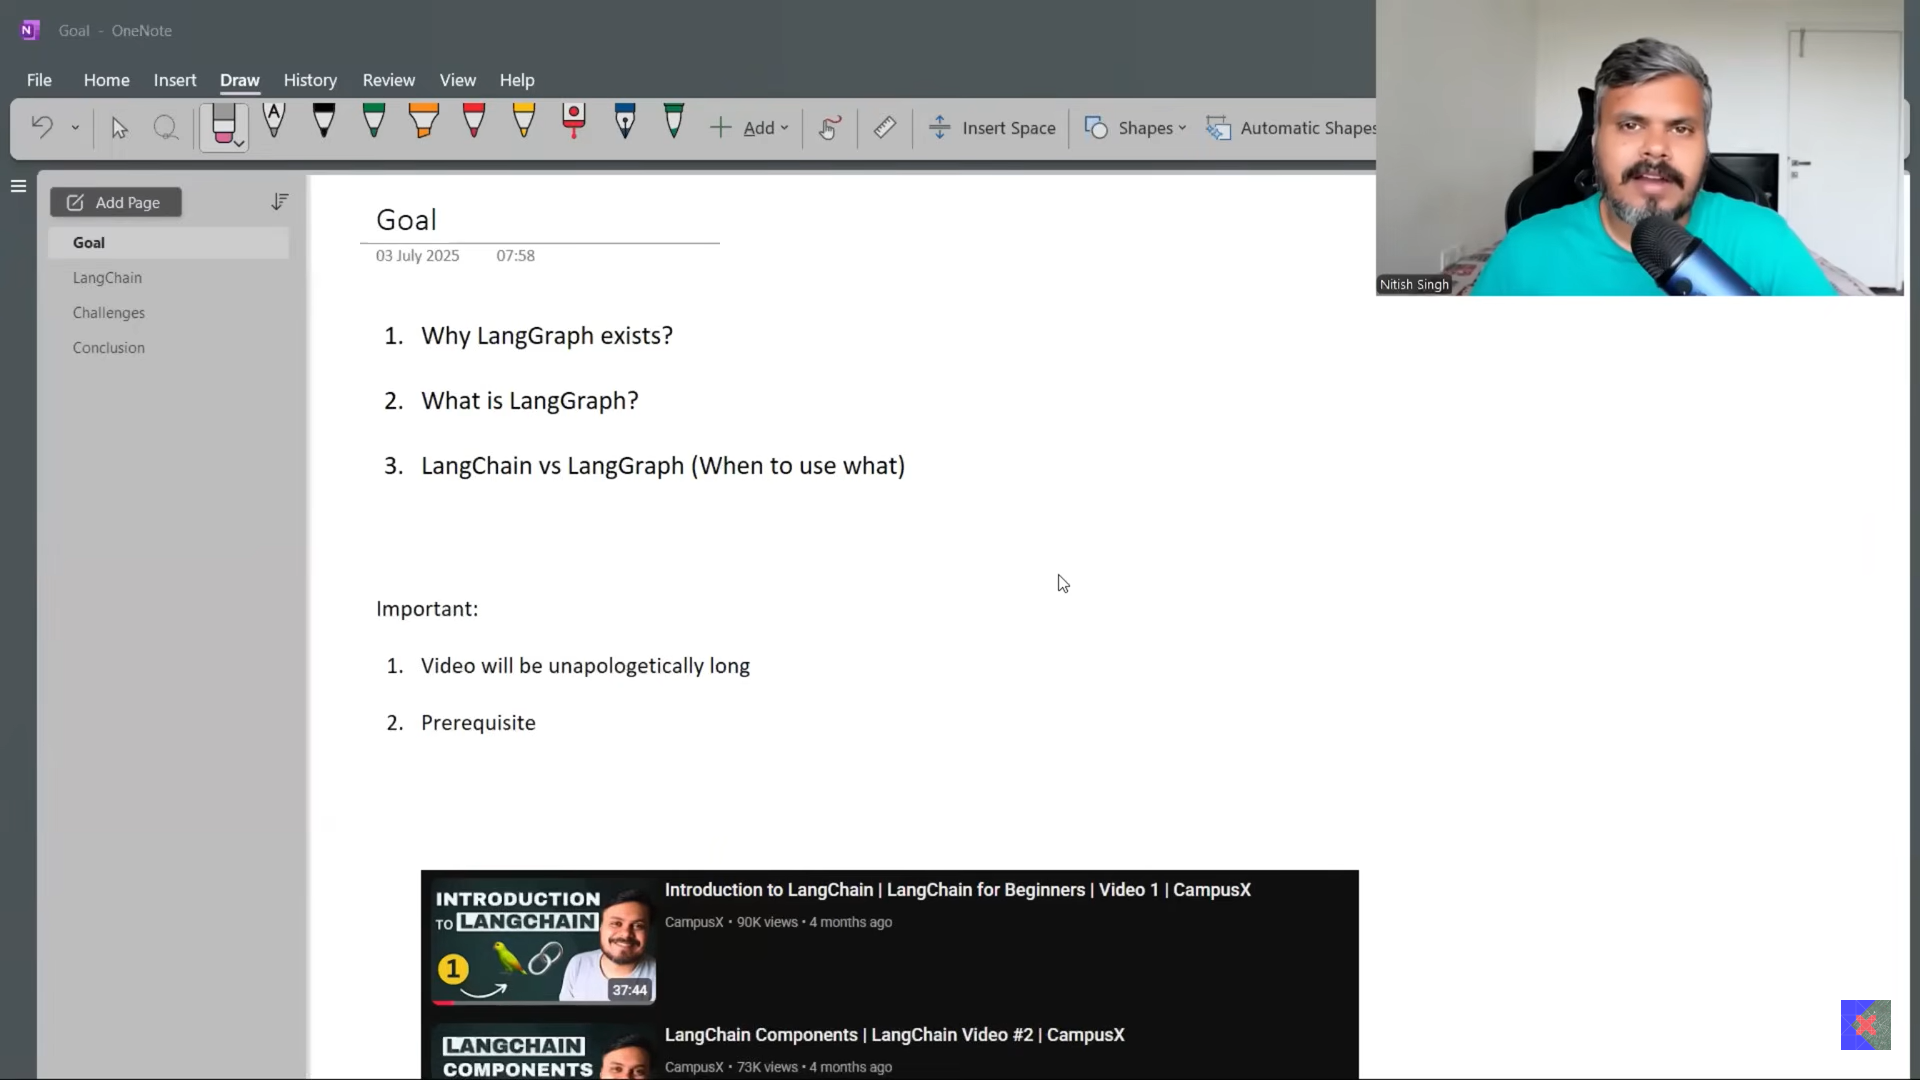 Goal - OneNote
File Home Insert Draw History Review View Help
Add Insert Space Shapes Automatic Shapes
Nitish Singh
Add Page
Goal
LangChain
Challenges
Conclusion
Goal
03 July 2025 07:58
1. Why LangGraph exists?
2. What is LangGraph?
3. LangChain vs LangGraph (When to use what)
Important:
1. Video will be unapologetically long
2. Prerequisite
INTRODUCTION
TO LANGCHAIN
1
37:44
Introduction to LangChain | LangChain for Beginners | Video 1 | CampusX
CampusX • 90K views • 4 months ago
LANGCHAIN
COMPONENTS
LangChain Components | LangChain Video #2 | CampusX
CampusX • 73K views • 4 months ago